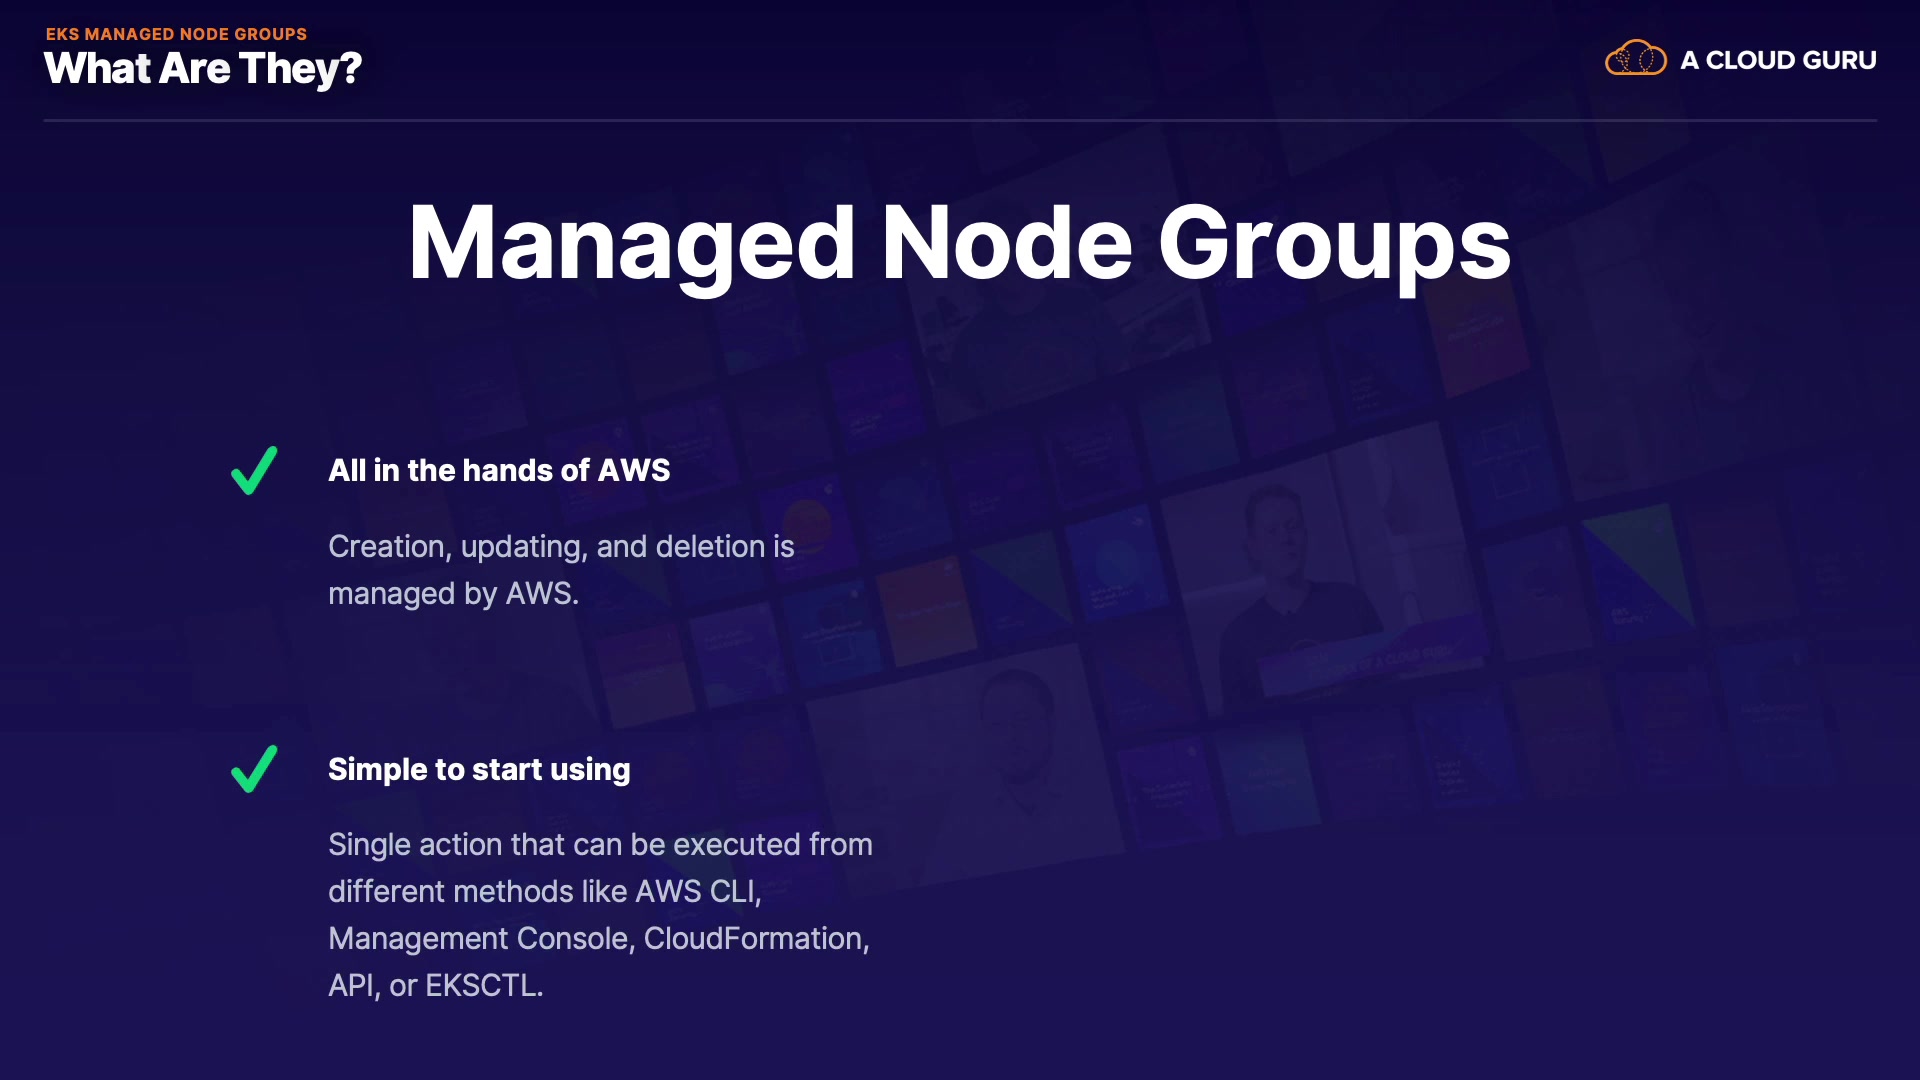 EKS MANAGED NODE GROUPS
What Are They?
A CLOUD GURU
Managed Node Groups
All in the hands of AWS
Creation, updating, and deletion is
managed by AWS.
Simple to start using
Single action that can be executed from
different methods like AWS CLI,
Management Console, CloudFormation,
API, or EKSCTL.